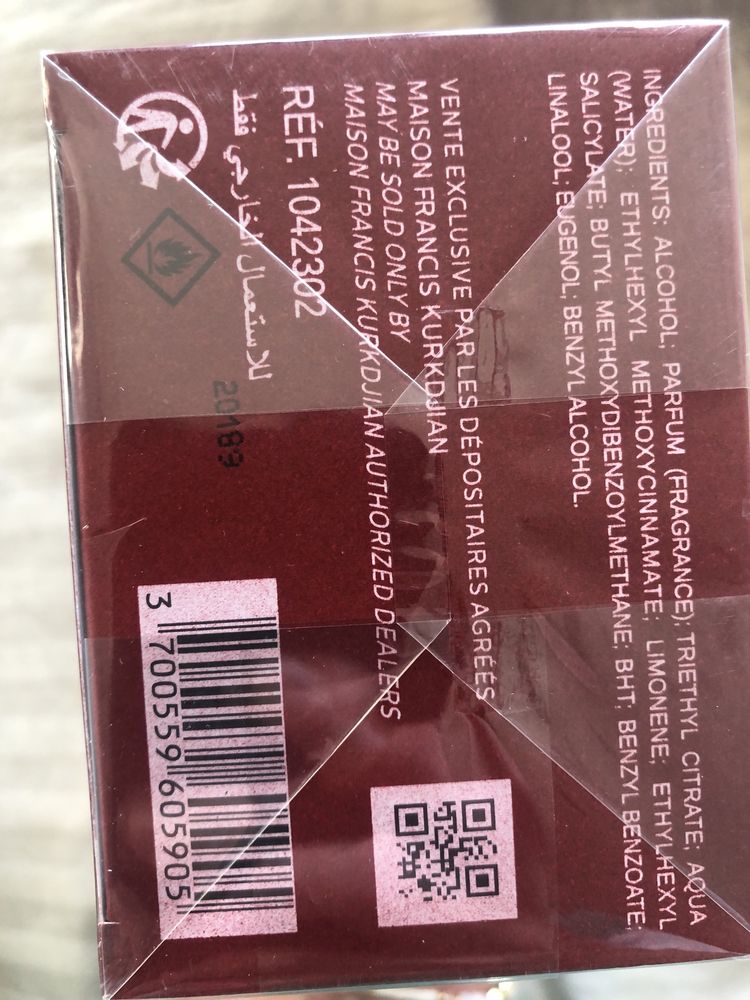 INGREDIENTS: ALCOHOL; PARFUM (FRAGRANCE); TRIETHYL CITRATE; AQUA
(WATER); ETHYLHEXYL METHOXYCINNAMATE; LIMONENE; ETHYLHEXYL
SALICYLATE; BUTYL METHOXYDIBENZOYLMETHANE; BHT; BENZYL BENZOATE;
LINALOOL; EUGENOL; BENZYL ALCOHOL.
VENTE EXCLUSIVE PAR LES DÉPOSITAIRES AGRÉÉS
MAISON FRANCIS KURKDJIAN
MAY BE SOLD ONLY BY
MAISON FRANCIS KURKDJIAN AUTHORIZED DEALERS
RÉF. 1042302
للاستعمال الخارجي فقط
20189
3 700559 605905